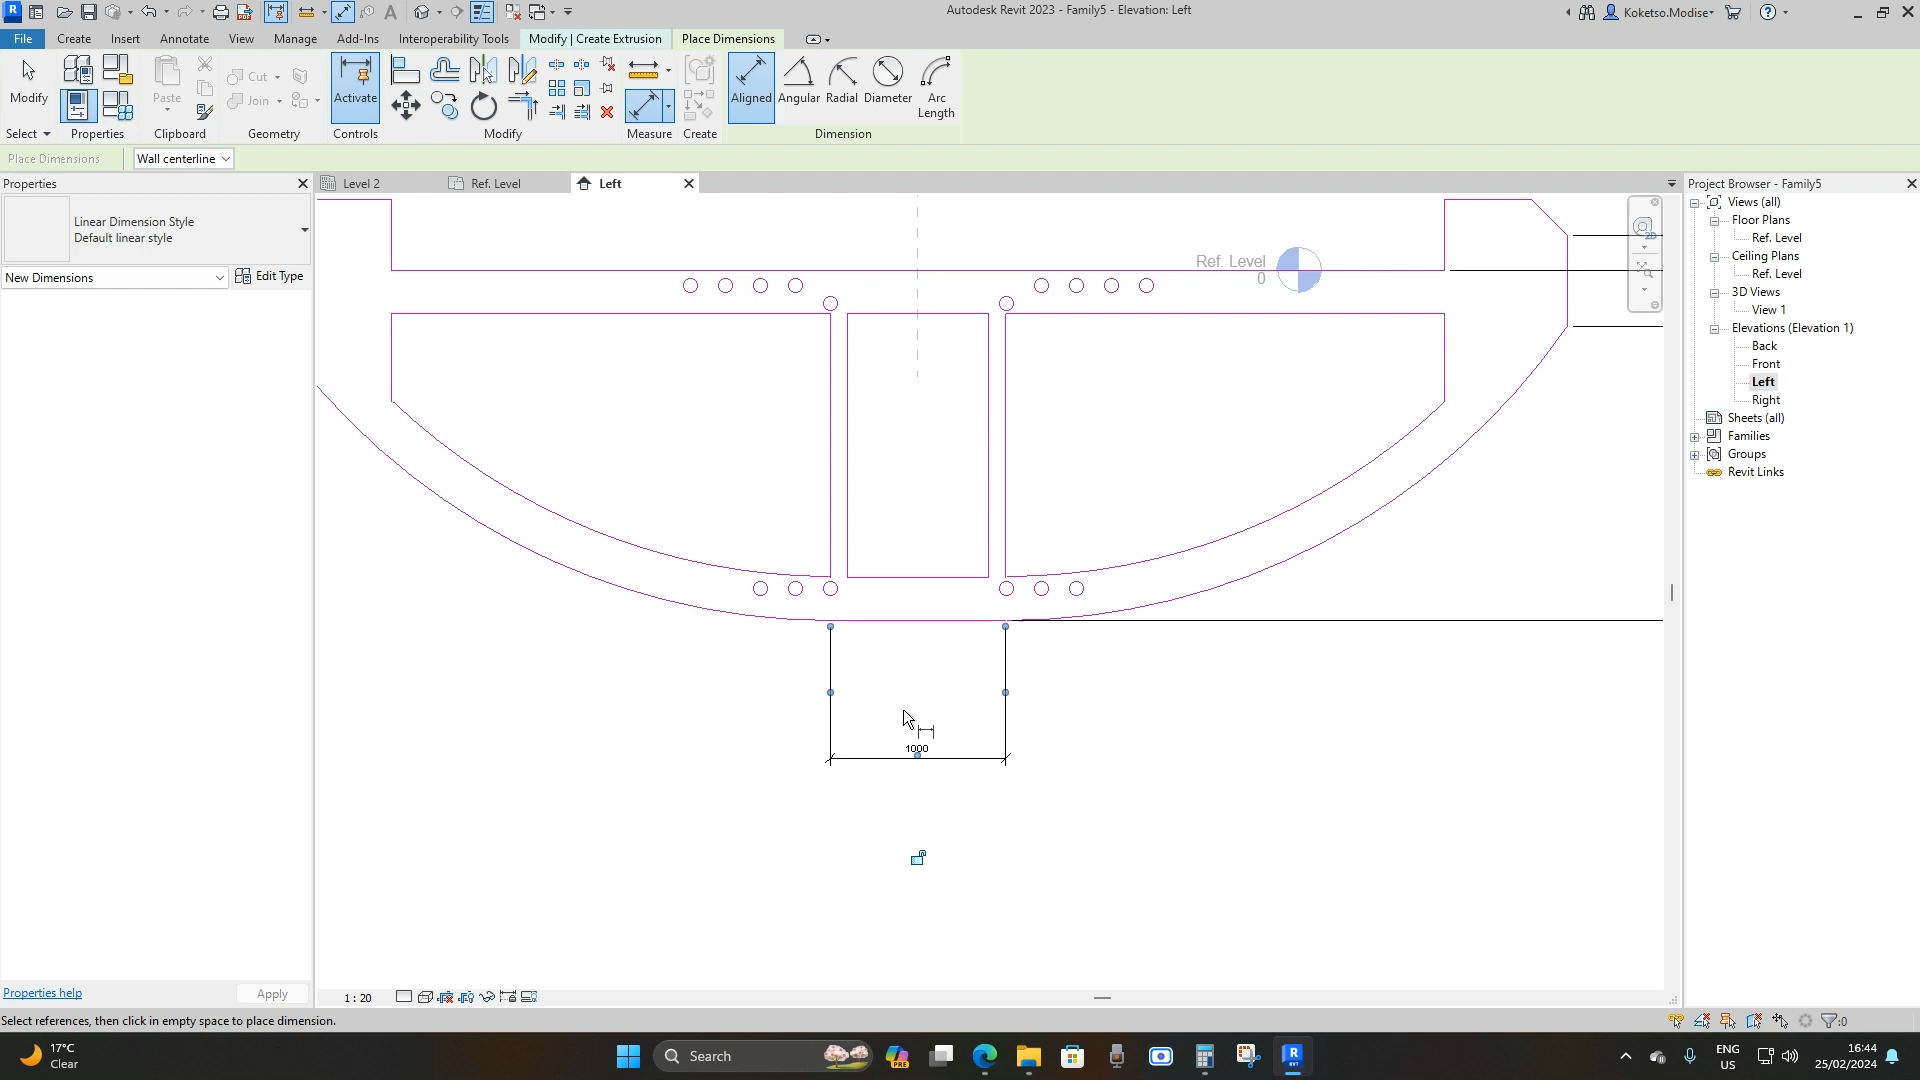 Autodesk Revit 2023 - Family5 - Elevation: Left
Koketso.Modise
File
Create
Insert
Annotate
View
Manage
Add-Ins
Interoperability Tools
Modify | Create Extrusion
Place Dimensions
Modify
Paste
Cut
Join
Activate
Aligned
Angular
Radial
Diameter
Arc
Length
Select
Properties
Clipboard
Geometry
Controls
Modify
Measure
Create
Dimension
Place Dimensions
Wall centerline
Properties
Level 2
Ref. Level
Left
Project Browser - Family5
Linear Dimension Style
Default linear style
New Dimensions
Edit Type
Ref. Level
0
2D
Views (all)
Floor Plans
Ref. Level
Ceiling Plans
Ref. Level
3D Views
View 1
Elevations (Elevation 1)
Back
Front
Left
Right
Sheets (all)
Families
Groups
Revit Links
1000
Properties help
Apply
1 : 20
Select references, then click in empty space to place dimension.
:0
17°C
Clear
Search
PRE
R
RVT
ENG
US
16:44
25/02/2024